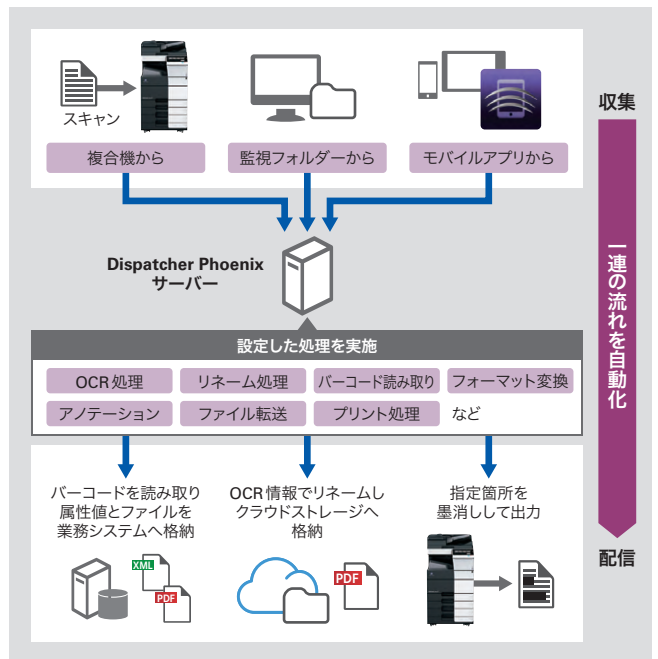 スキャン
収集
複合機から
監視フォルダーから
モバイルアプリから
Dispatcher Phoenix
サーバー
一連の流れを自動化
設定した処理を実施
OCR処理
リネーム処理
バーコード読み取り
フォーマット変換
アノテーション
ファイル転送
プリント処理
など
バーコードを読み取り
属性値とファイルを
業務システムへ格納
OCR情報でリネームし
クラウドストレージへ
格納
指定箇所を
墨消しして出力
配信
XML
PDF
PDF